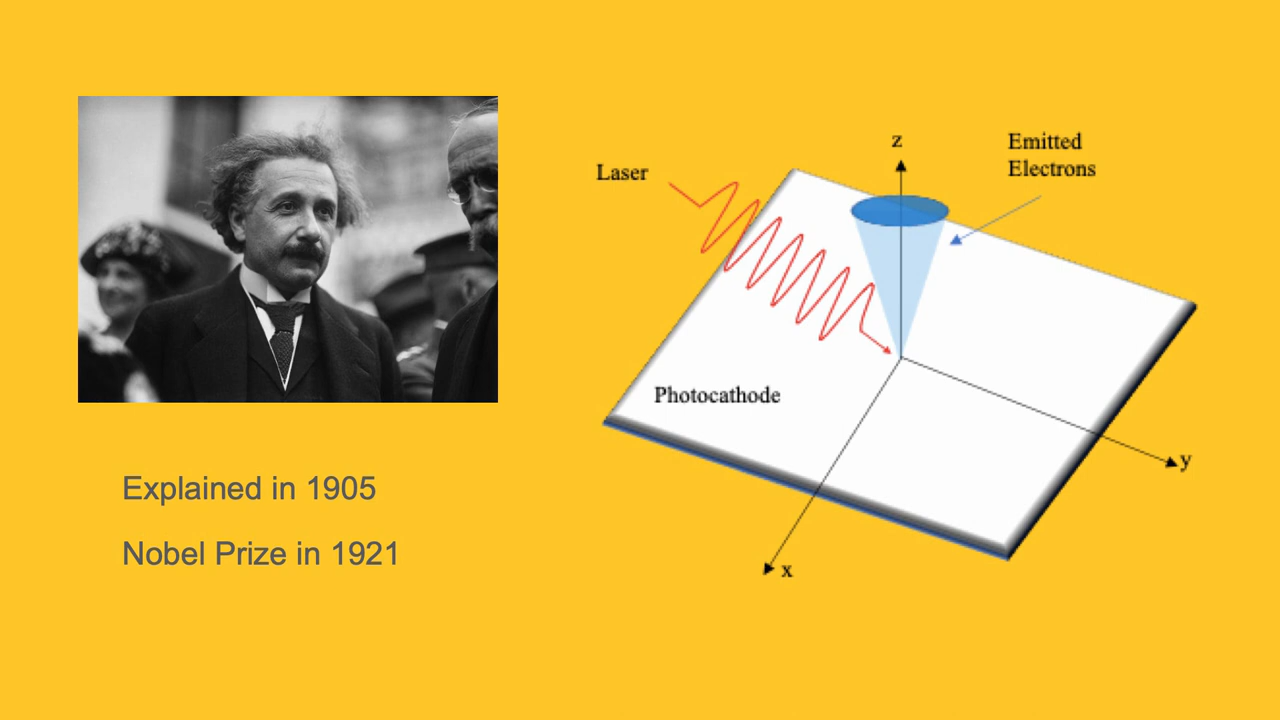 Explained in 1905
Nobel Prize in 1921
Laser
z
Emitted
Electrons
Photocathode
y
x